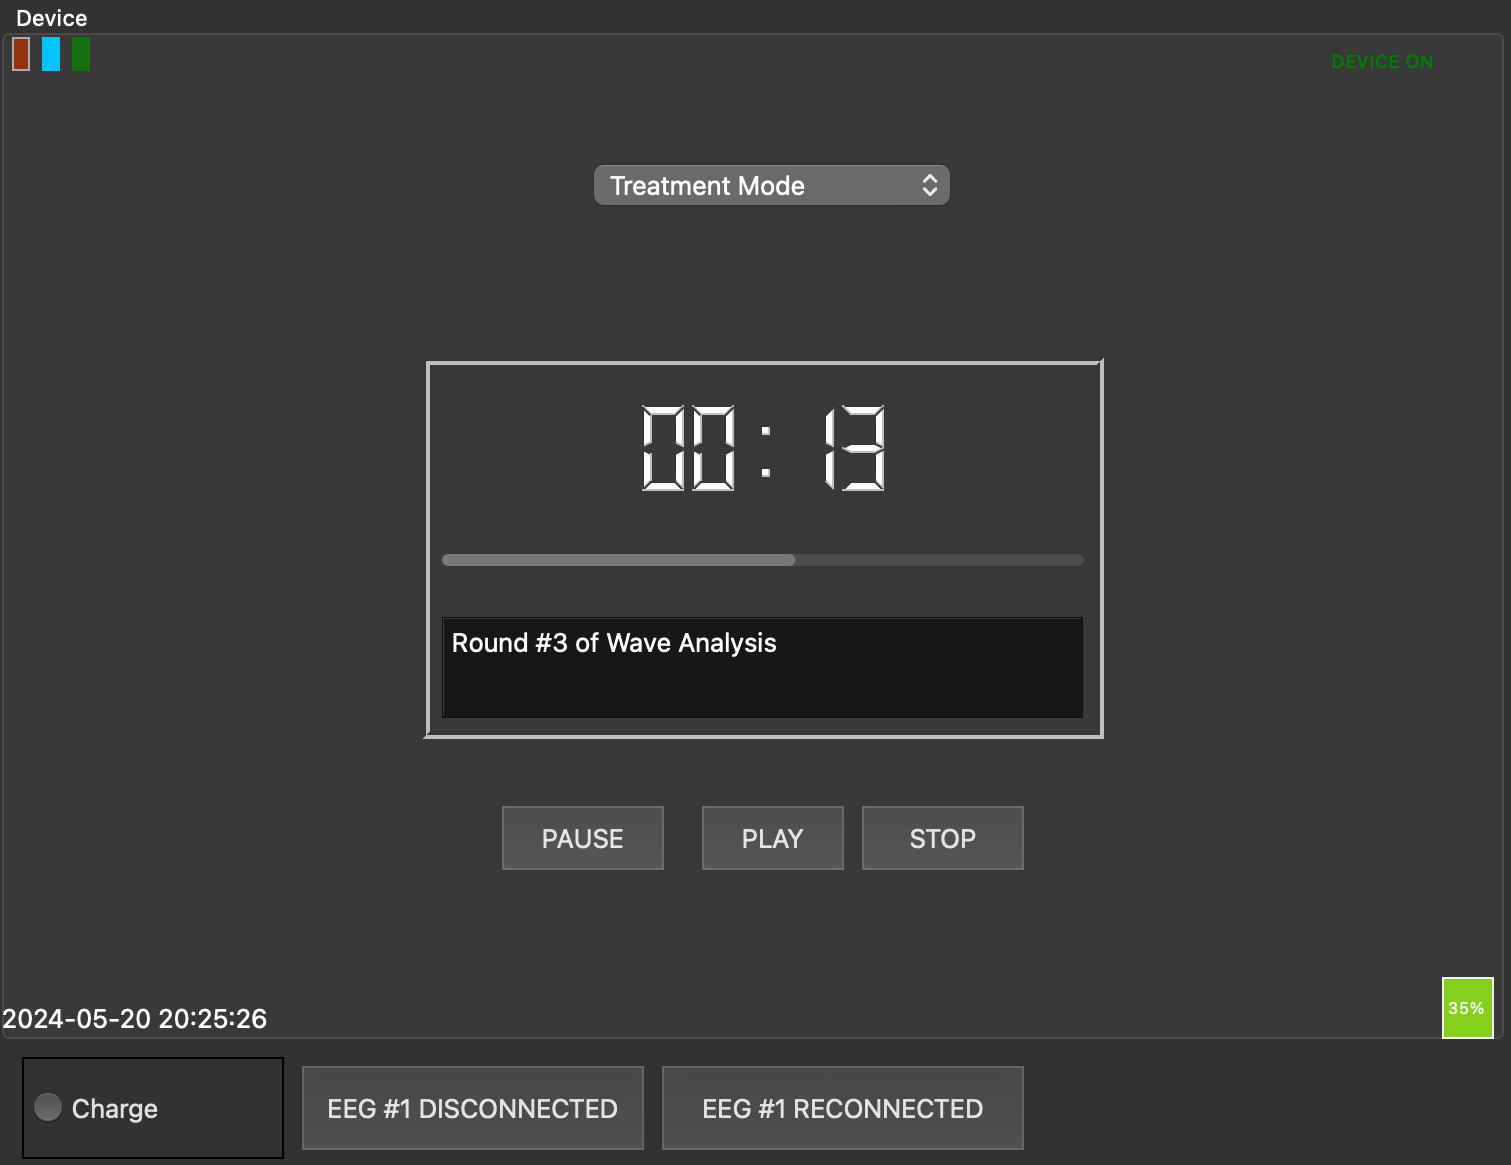 Device
DEVICE ON
Treatment Mode
00: 13
Round #3 of Wave Analysis
PAUSE PLAY STOP
2024-05-20 20:25:26
35%
Charge EEG #1 DISCONNECTED EEG #1 RECONNECTED